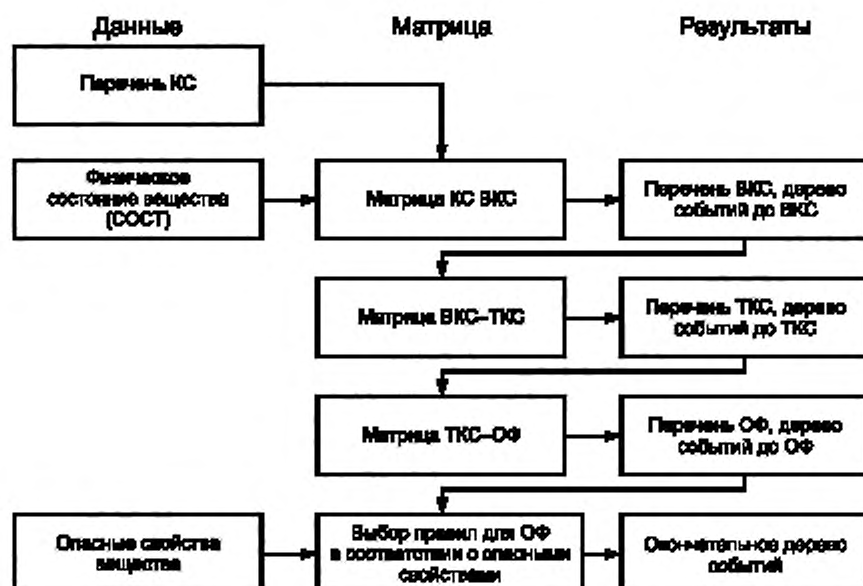 Данные
Матрица
Результаты
Перечень КС
Физическое
состояние вещества
(СОСТ)
Матрица КС ВКС
Перечень ВКС, дерево
событий до ВКС
Матрица ВКС–ТКС
Перечень ТКС, дерево
событий до ТКС
Матрица ТКС–ОФ
Перечень ОФ, дерево
событий до ОФ
Опасные свойства
вещества
Выбор правил для ОФ
в соответствии с опасными
свойствами
Окончательное дерево
событий